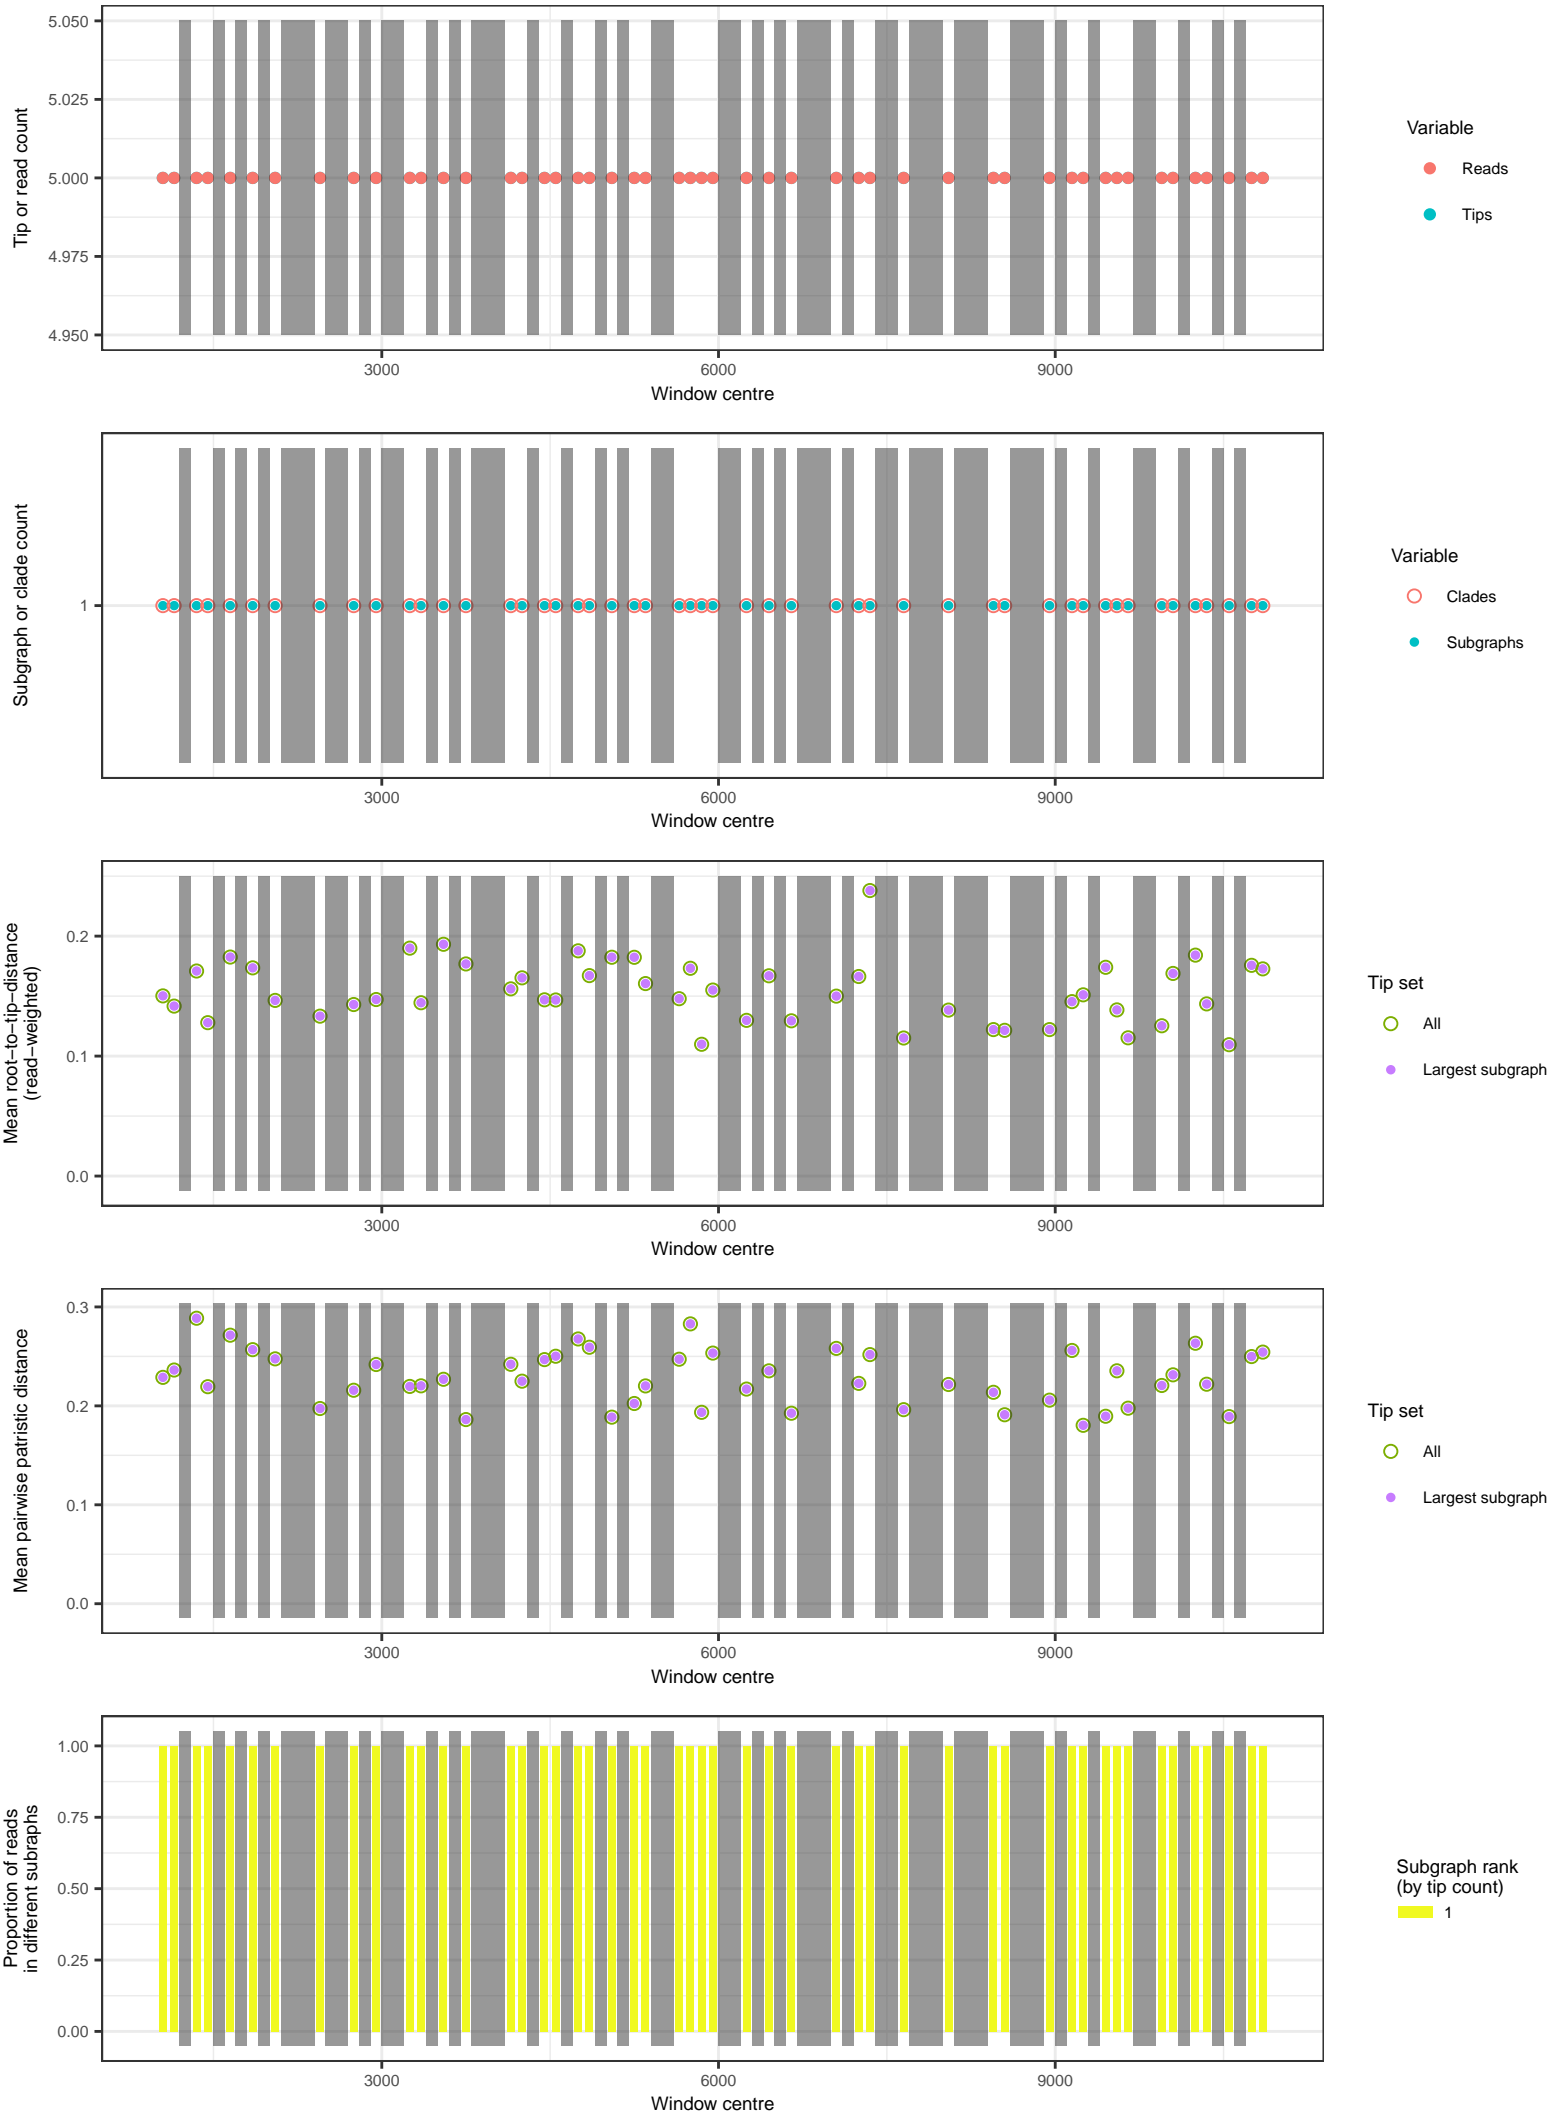 5.050
5.025
5.000
4.975
4.950
Tip or read count
3000
6000
9000
Window centre
Variable
Reads
Tips
1
Subgraph or clade count
3000
6000
9000
Window centre
Variable
Clades
Subgraphs
0.2
0.1
0.0
Mean root−to−tip−distance
(read−weighted)
3000
6000
9000
Window centre
Tip set
All
Largest subgraph
0.3
0.2
0.1
0.0
Mean pairwise patristic distance
3000
6000
9000
Window centre
Tip set
All
Largest subgraph
1.00
0.75
0.50
0.25
0.00
Proportion of reads
in different subraphs
3000
6000
9000
Window centre
Subgraph rank
(by tip count)
1